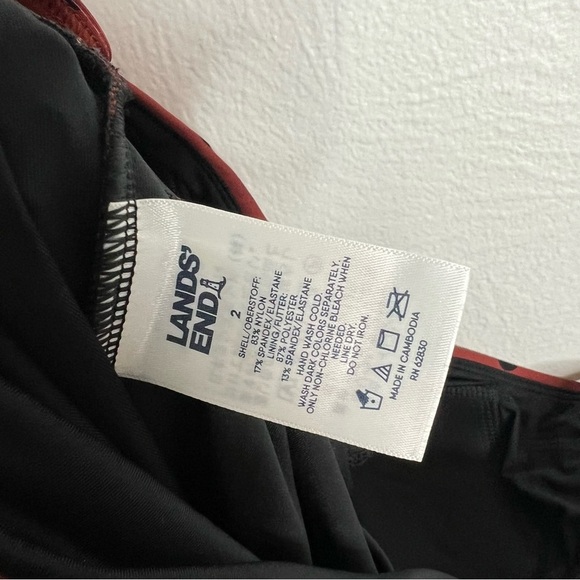 LANDS'
END
2
SHELL/OBERSTOFF:
83% NYLON
17% SPANDEX/ELASTANE
LINING/FUTTER:
87% POLYESTER
13% SPANDEX/ELASTANE
HAND WASH COLD.
WASH DARK COLORS SEPARATELY.
ONLY NON-CHLORINE BLEACH WHEN
NEEDED.
LINE DRY.
DO NOT IRON.
MADE IN CAMBODIA
RN 62830